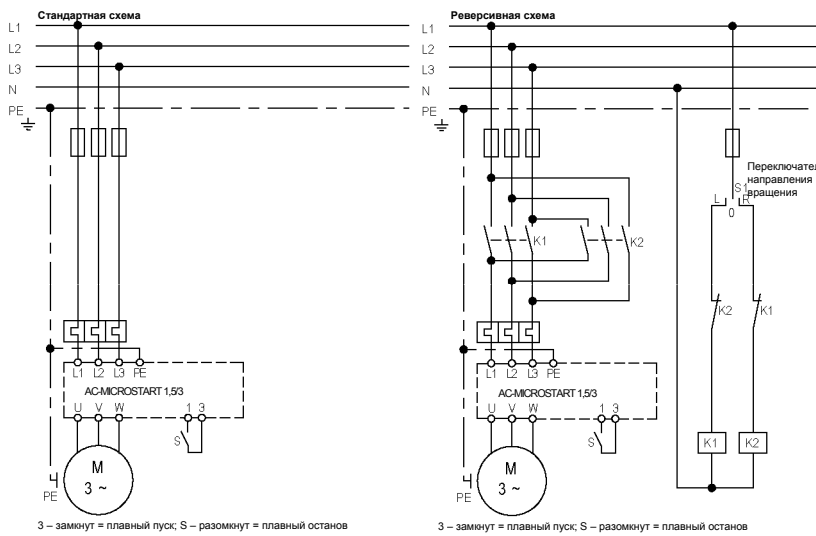 Стандартная схема
L1
L2
L3
N
PE
L1 L2 L3 PE
AC-MICROSTART 1,5/3
U V W 1 3
S
M
3 ~
PE
3 – замкнут = плавный пуск; S – разомкнут = плавный останов
Реверсивная схема
L1
L2
L3
N
PE
Переключатель
направления
вращения
S1
L R
0
K1 K2
K2 K1
L1 L2 L3 PE
AC-MICROSTART 1,5/3
U V W 1 3
S
K1 K2
M
3 ~
PE
3 – замкнут = плавный пуск; S – разомкнут = плавный останов